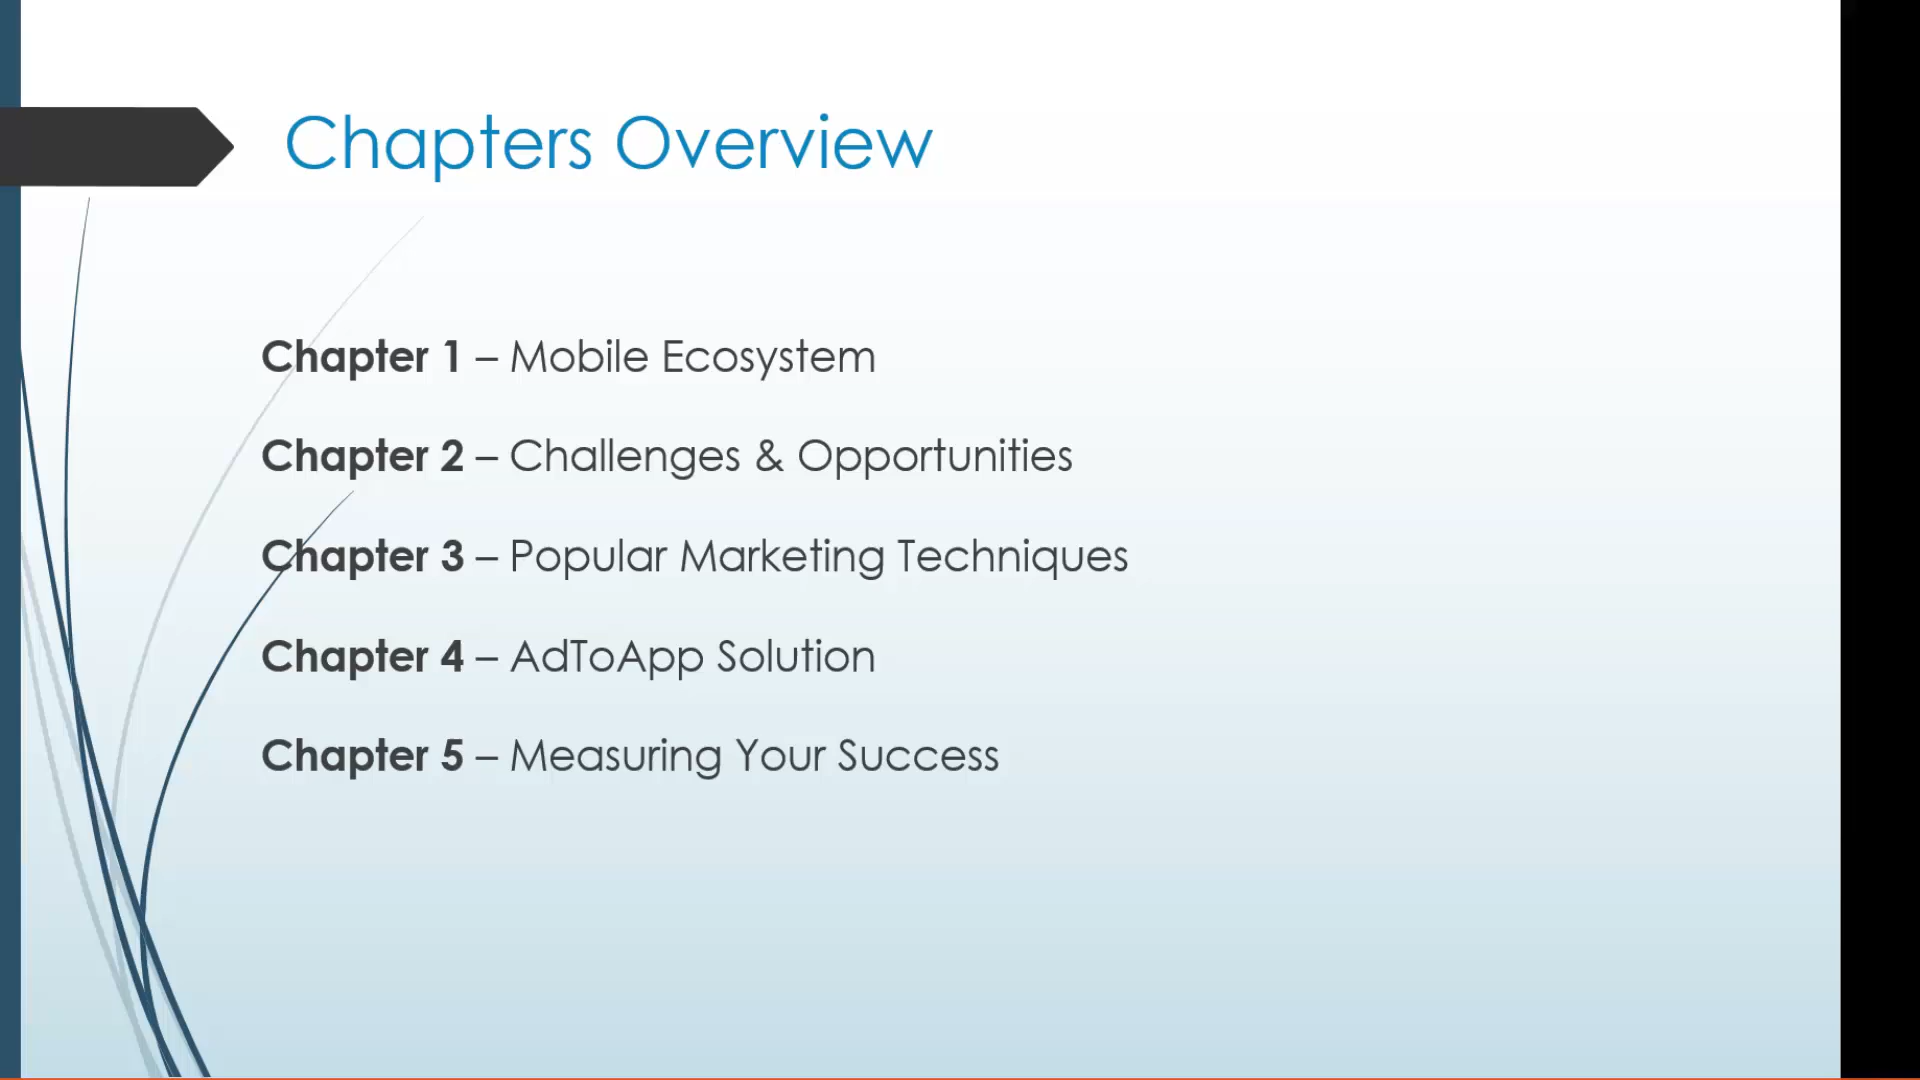 Chapters Overview
Chapter 1 – Mobile Ecosystem
Chapter 2 – Challenges & Opportunities
Chapter 3 – Popular Marketing Techniques
Chapter 4 – AdToApp Solution
Chapter 5 – Measuring Your Success